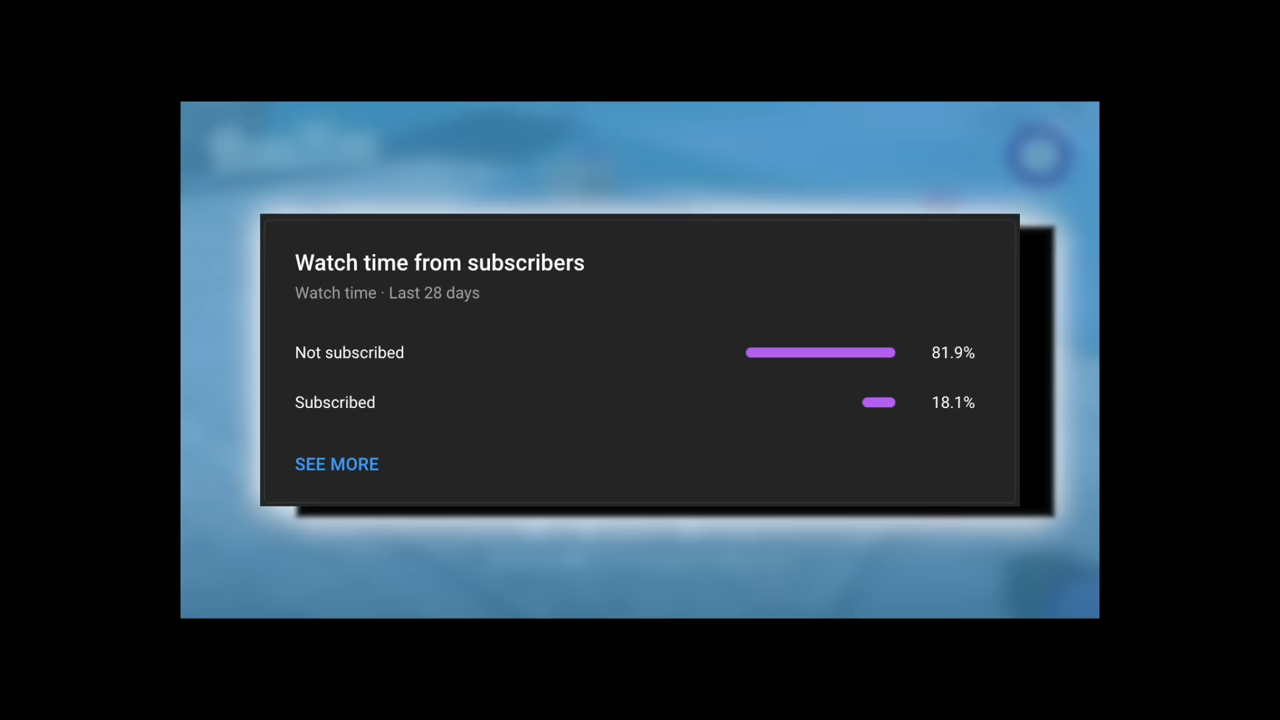 Watch time from subscribers
Watch time · Last 28 days
Not subscribed 81.9%
Subscribed 18.1%
SEE MORE